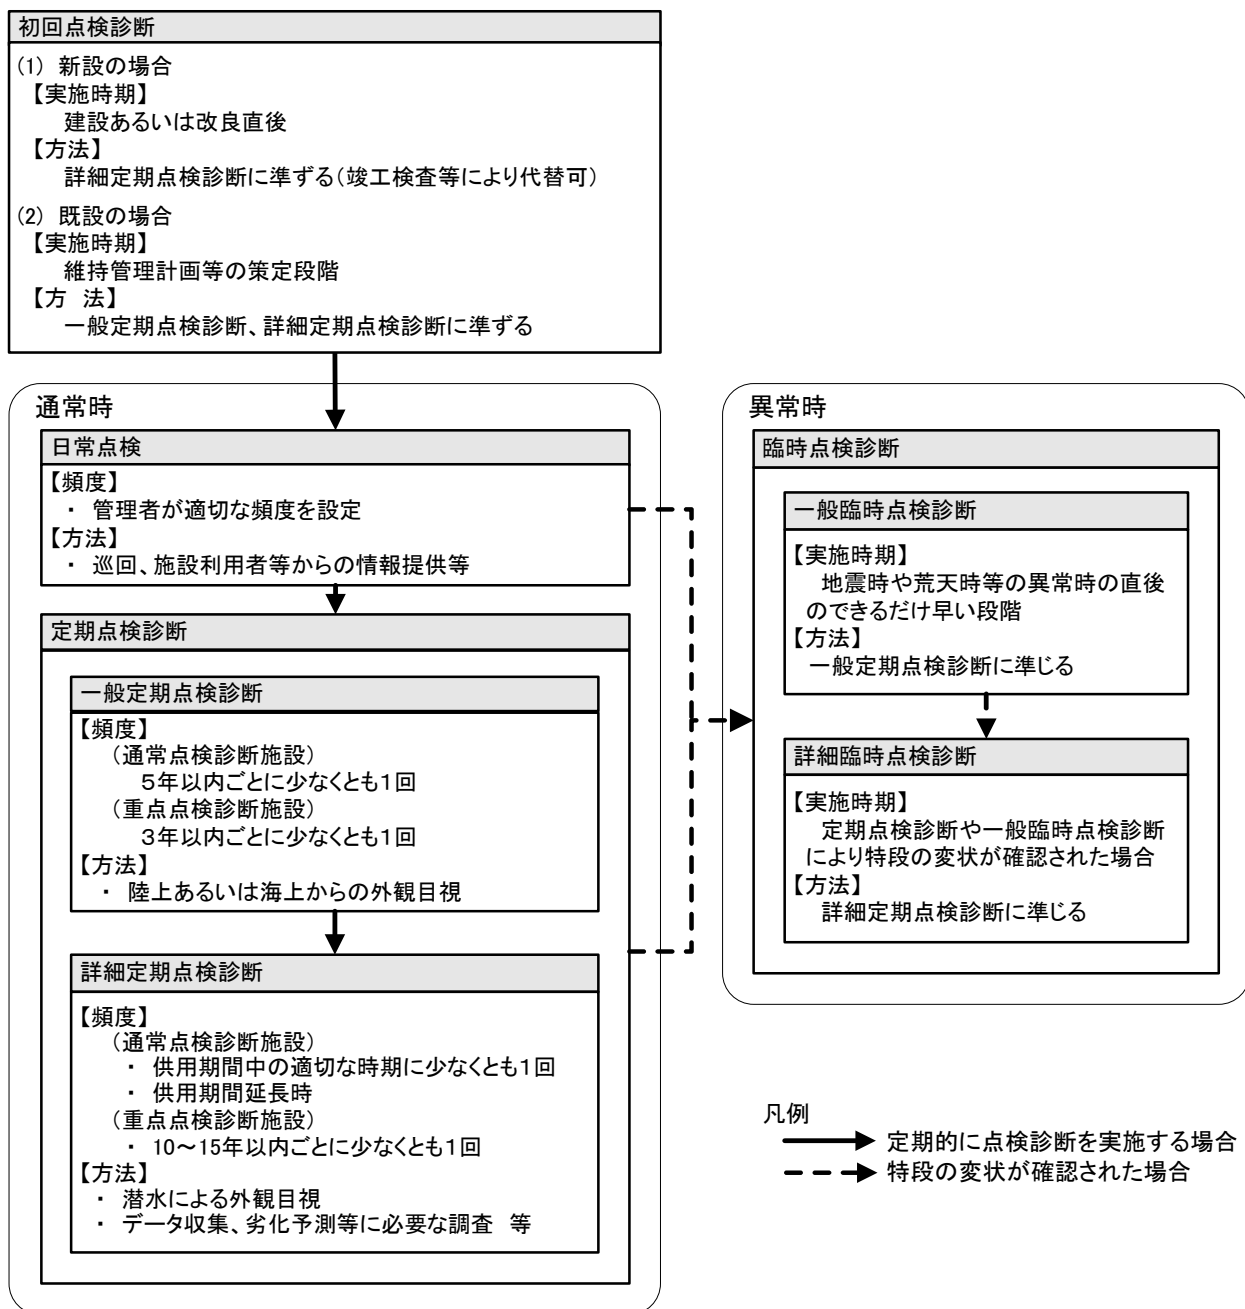 初回点検診断
(1) 新設の場合
【実施時期】
建設あるいは改良直後
【方法】
詳細定期点検診断に準ずる（竣工検査等により代替可）
(2) 既設の場合
【実施時期】
維持管理計画等の策定段階
【方　法】
一般定期点検診断、詳細定期点検診断に準ずる
通常時
日常点検
【頻度】
・ 管理者が適切な頻度を設定
【方法】
・ 巡回、施設利用者等からの情報提供等
定期点検診断
一般定期点検診断
【頻度】
（通常点検診断施設）
５年以内ごとに少なくとも１回
（重点点検診断施設）
３年以内ごとに少なくとも１回
【方法】
・ 陸上あるいは海上からの外観目視
詳細定期点検診断
【頻度】
（通常点検診断施設）
・ 供用期間中の適切な時期に少なくとも１回
・ 供用期間延長時
（重点点検診断施設）
・ 10～15年以内ごとに少なくとも１回
【方法】
・ 潜水による外観目視
・ データ収集、劣化予測等に必要な調査　等
異常時
臨時点検診断
一般臨時点検診断
【実施時期】
地震時や荒天時等の異常時の直後
のできるだけ早い段階
【方法】
一般定期点検診断に準じる
詳細臨時点検診断
【実施時期】
定期点検診断や一般臨時点検診断
により特段の変状が確認された場合
【方法】
詳細定期点検診断に準じる
凡例
定期的に点検診断を実施する場合
特段の変状が確認された場合